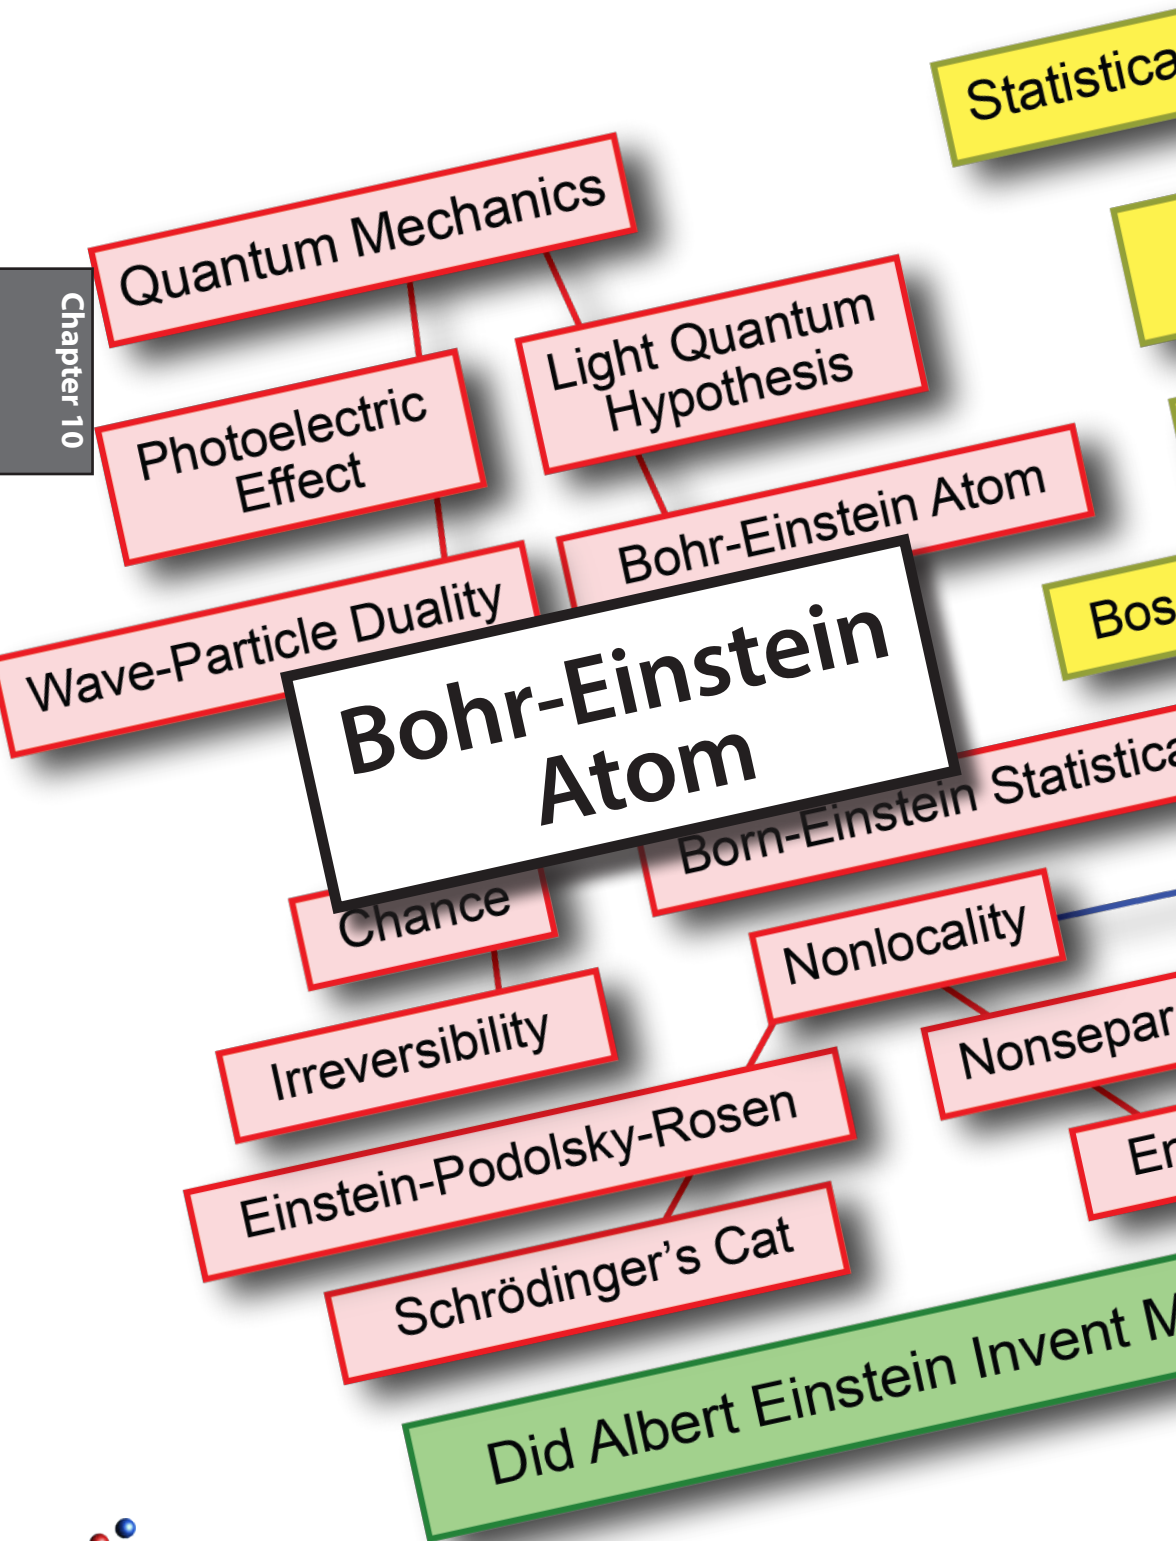 Statistica
Quantum Mechanics
Chapter 10
Light Quantum
Hypothesis
Photoelectric
Effect
Bohr-Einstein Atom
Wave-Particle Duality
Bos
Bohr-Einstein
Atom
Born-Einstein Statistica
Chance
Nonlocality
Irreversibility
Nonsepar
Einstein-Podolsky-Rosen
En
Schrödinger’s Cat
Did Albert Einstein Invent M